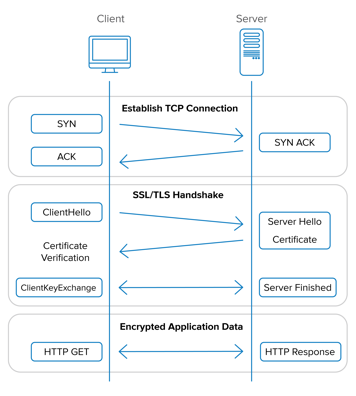 Client
Server
Establish TCP Connection
SYN
SYN ACK
ACK
SSL/TLS Handshake
ClientHello
Server Hello
Certificate
Certificate
Verification
ClientKeyExchange
Server Finished
Encrypted Application Data
HTTP GET
HTTP Response